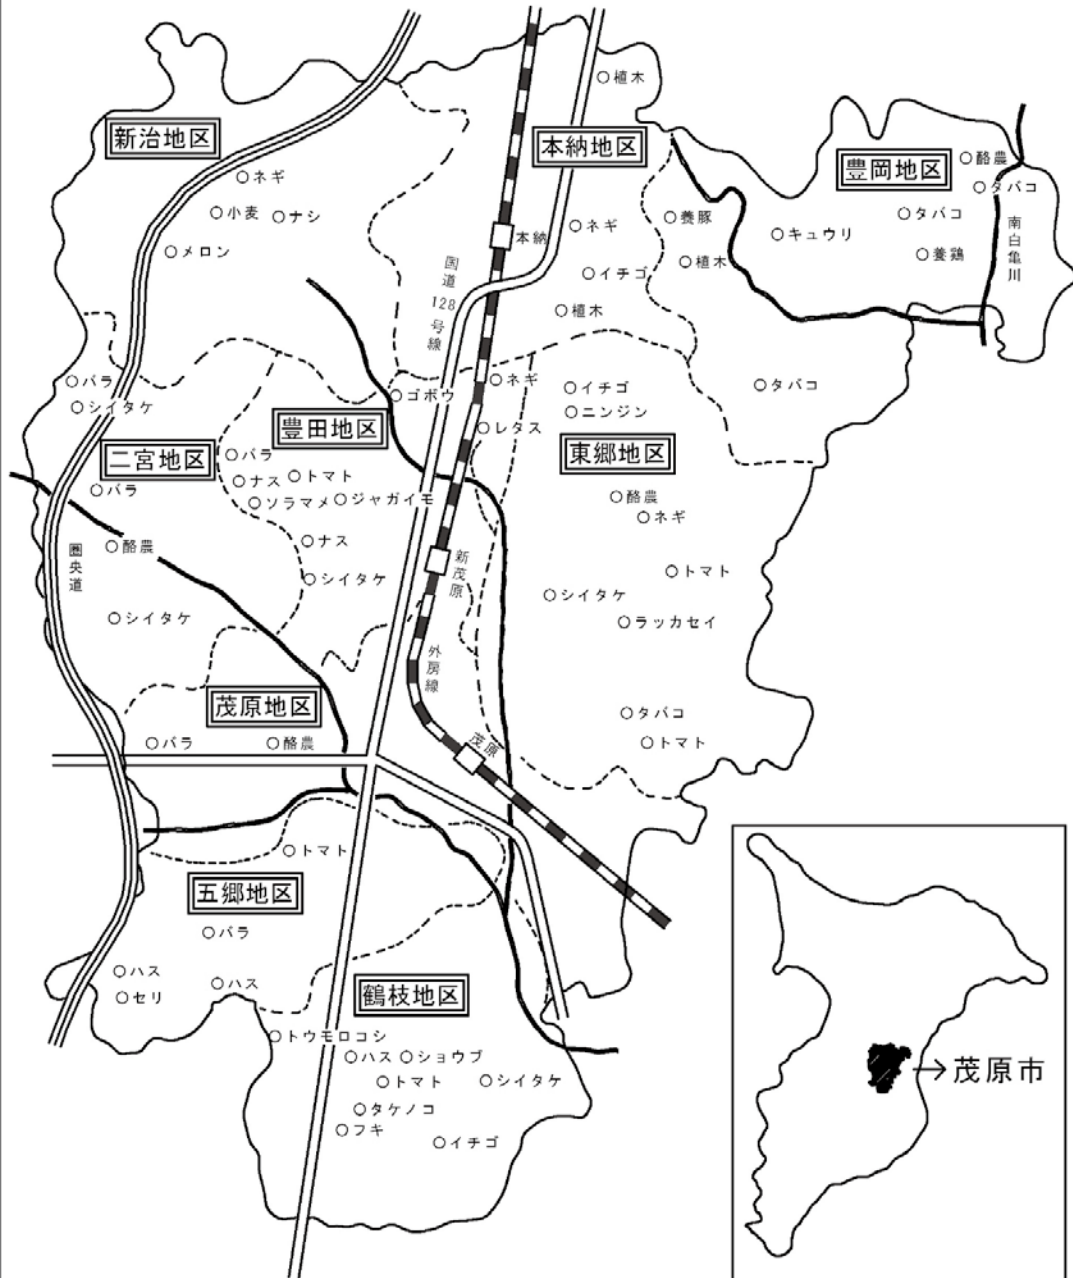 ○植木
新治地区
本納地区
豊岡地区
○酪農
○タバコ
○ネギ
○小麦
○ナシ
○メロン
本納
○ネギ
○養豚
○キュウリ
○タバコ
○養鶏
南白亀川
国道128号線
○イチゴ
○植木
○植木
○バラ
○シイタケ
○ゴボウ
○ネギ
○イチゴ
○ニンジン
○タバコ
豊田地区
○レタス
二宮地区
○バラ
東郷地区
○バラ
○ナス
○トマト
○ソラマメ
○ジャガイモ
○酪農
○ネギ
圏央道
○酪農
○ナス
新茂原
○シイタケ
○トマト
○シイタケ
○シイタケ
○ラッカセイ
外房線
茂原地区
○バラ
○酪農
茂原
○タバコ
○トマト
○トマト
五郷地区
○バラ
○ハス
○セリ
○ハス
鶴枝地区
○トウモロコシ
○ハス
○ショウブ
○トマト
○シイタケ
○タケノコ
○フキ
○イチゴ
→茂原市